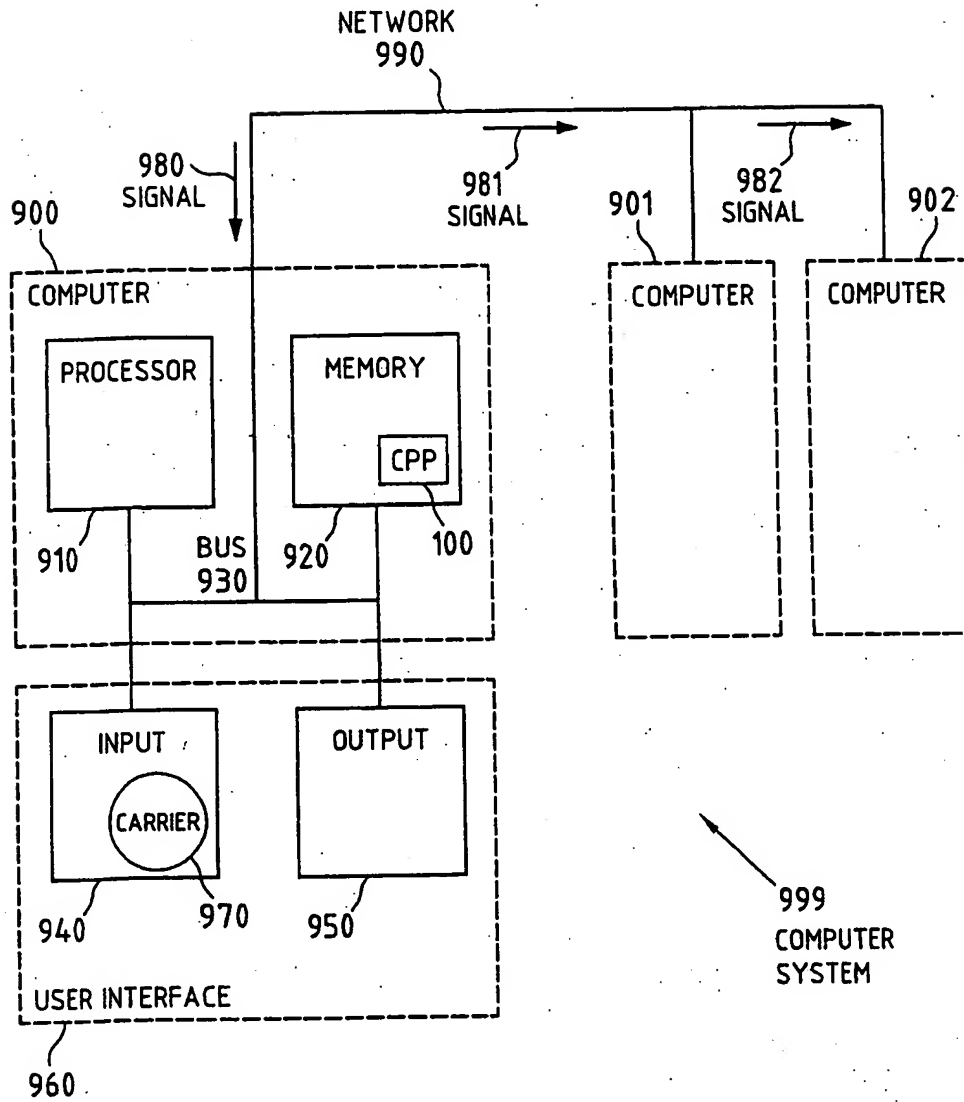 NETWORK
990
980
SIGNAL
981
SIGNAL
982
SIGNAL
900
901
902
COMPUTER
COMPUTER
COMPUTER
PROCESSOR
MEMORY
CPP
910
BUS
930
920
100
INPUT
OUTPUT
CARRIER
940
970
950
999
COMPUTER
SYSTEM
USER INTERFACE
960